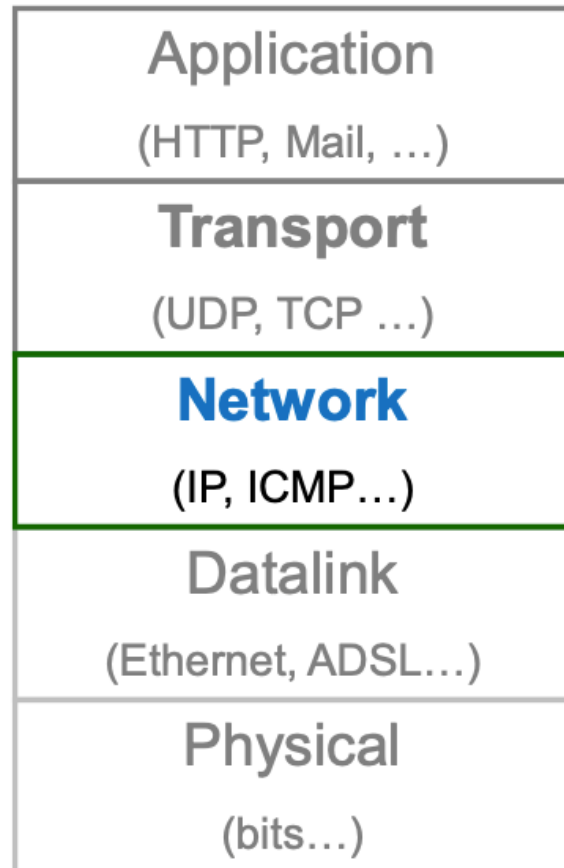 Application
(HTTP, Mail, …)
Transport
(UDP, TCP …)
Network
(IP, ICMP…)
Datalink
(Ethernet, ADSL…)
Physical
(bits…)